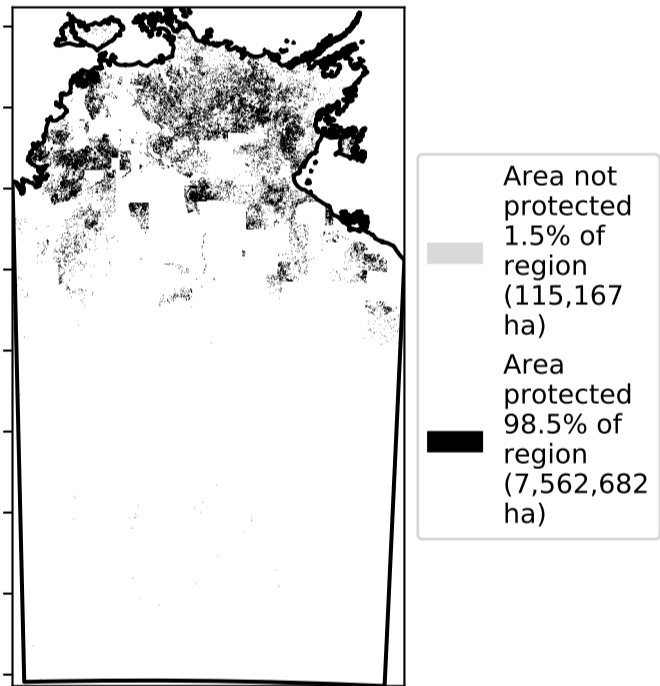 Area not
protected
1.5% of
region
(115,167
ha)
Area
protected
98.5% of
region
(7,562,682
ha)